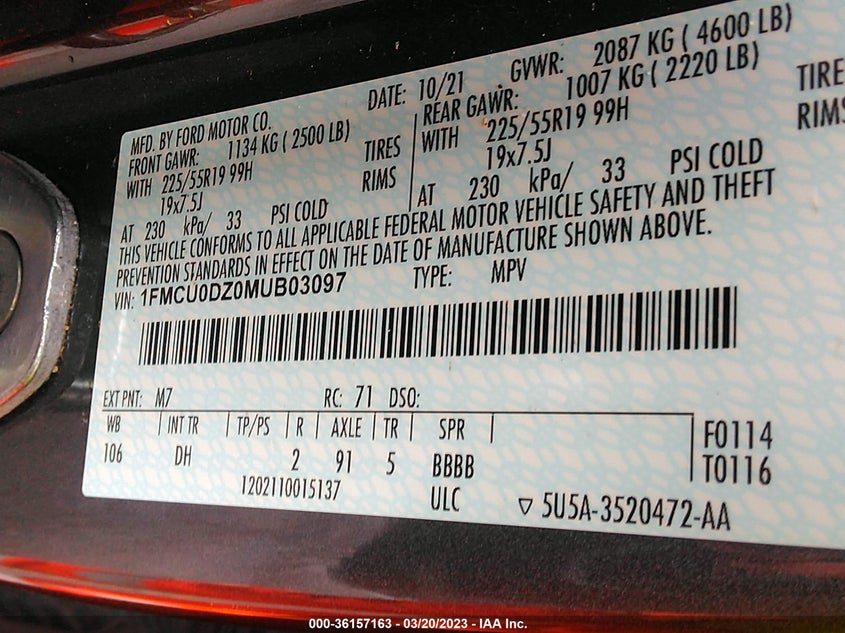 MFD. BY FORD MOTOR CO. DATE: 10/21 GVWR: 2087 KG ( 4600 LB)
FRONT GAWR: 1134 KG ( 2500 LB) REAR GAWR: 1007 KG ( 2220 LB)
WITH 225/55R19 99H TIRES WITH 225/55R19 99H TIRE
19x7.5J RIMS 19x7.5J RIMS
AT 230 kPa/ 33 PSI COLD AT 230 kPa/ 33 PSI COLD
THIS VEHICLE CONFORMS TO ALL APPLICABLE FEDERAL MOTOR VEHICLE SAFETY AND THEFT
PREVENTION STANDARDS IN EFFECT ON THE DATE OF MANUFACTURE SHOWN ABOVE.
VIN: 1FMCU0DZ0MUB03097 TYPE: MPV
EXT PNT: M7 RC: 71 DSO:
WB INT TR TP/PS R AXLE TR SPR F0114
106 DH 2 91 5 BBBB T0116
1202110015137 ULC ▽ 5U5A-3520472-AA
000-36157163 - 03/20/2023 - IAA Inc.